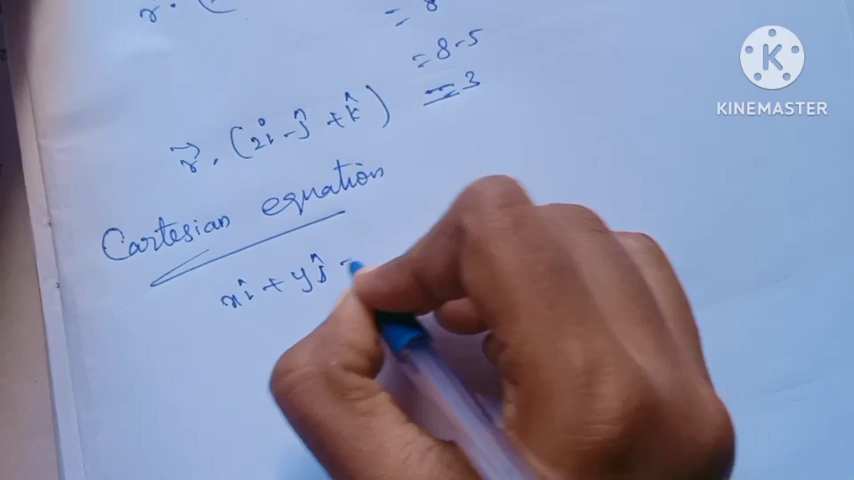 = 8
= 8-5
r⃗ . (2î - ĵ + k̂) = 3
Cartesian equation
xî + yĵ
K
KINEMASTER